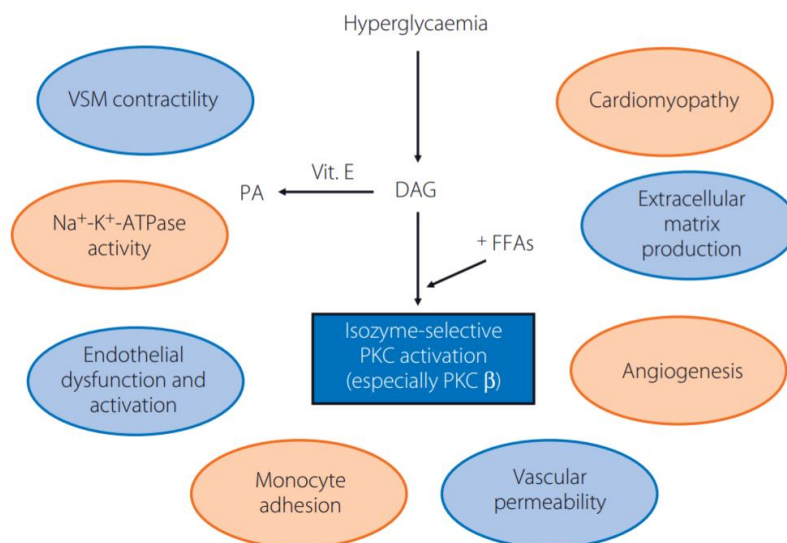 Hyperglycaemia
VSM contractility
Cardiomyopathy
Vit. E
PA
DAG
Na⁺-K⁺-ATPase
activity
Extracellular
matrix
production
+ FFAs
Isozyme-selective
PKC activation
(especially PKC β)
Endothelial
dysfunction and
activation
Angiogenesis
Monocyte
adhesion
Vascular
permeability